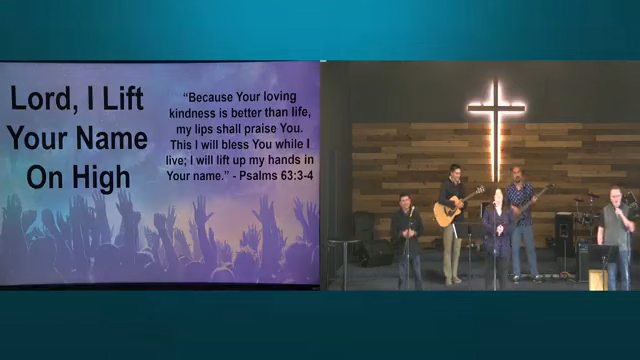 Lord, I Lift
Your Name
On High
“Because Your loving
kindness is better than life,
my lips shall praise You.
This I will bless You while I
live; I will lift up my hands in
Your name.” - Psalms 63:3-4